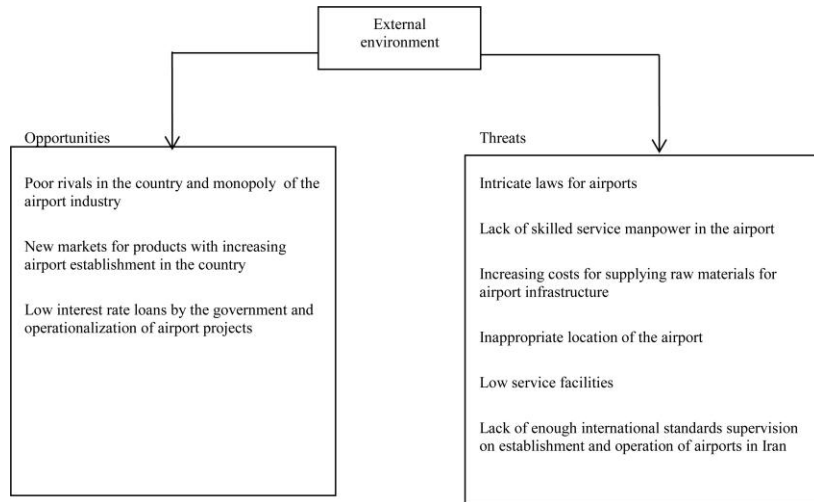 External
environment
Opportunities
Poor rivals in the country and monopoly of the
airport industry
New markets for products with increasing
airport establishment in the country
Low interest rate loans by the government and
operationalization of airport projects
Threats
Intricate laws for airports
Lack of skilled service manpower in the airport
Increasing costs for supplying raw materials for
airport infrastructure
Inappropriate location of the airport
Low service facilities
Lack of enough international standards supervision
on establishment and operation of airports in Iran